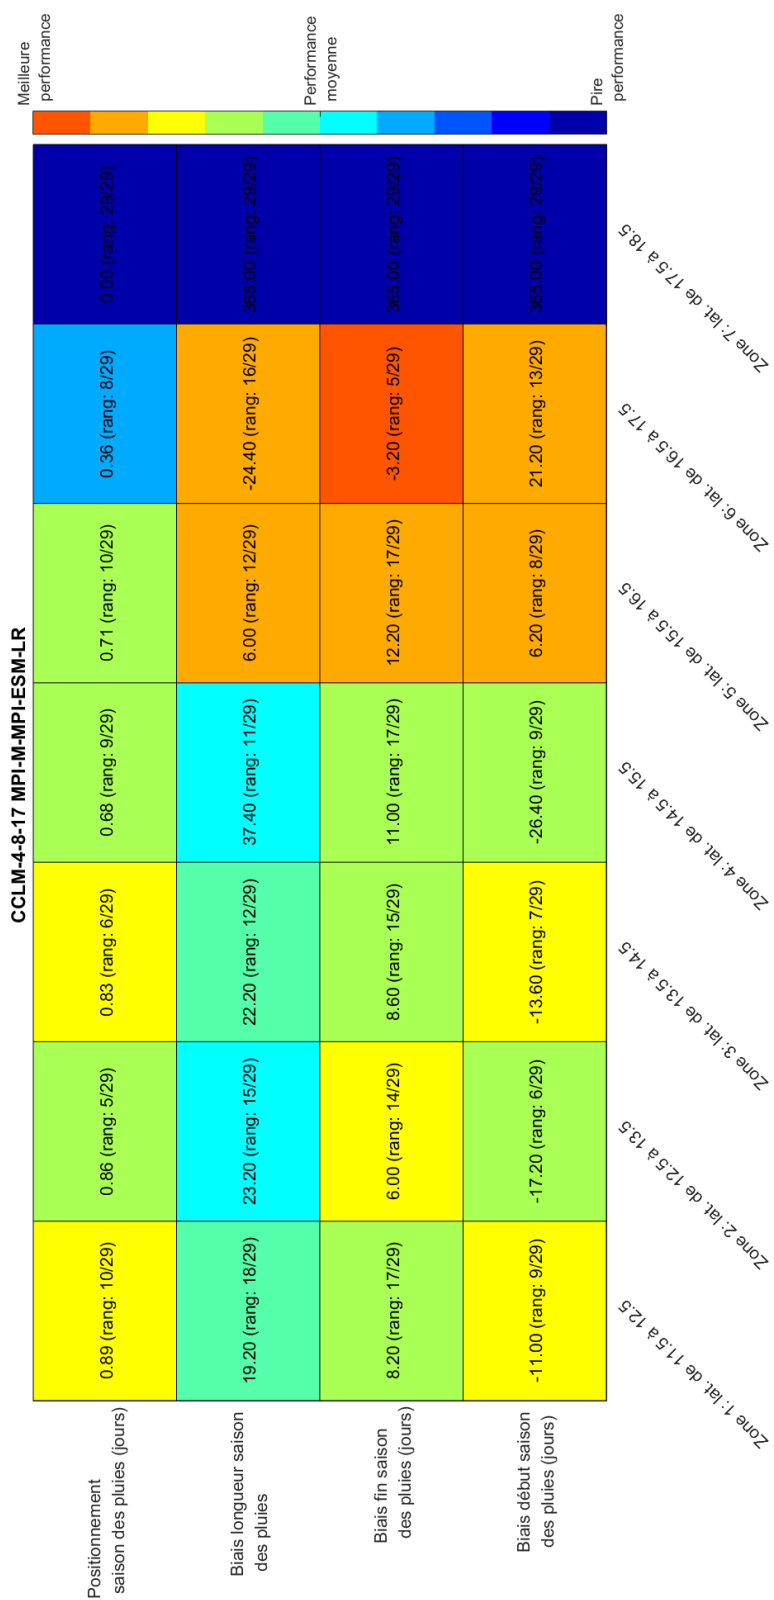 CCLM-4-8-17 MPI-M-MPI-ESM-LR
Positionnement
saison des pluies (jours)
0.89 (rang: 10/29)
0.86 (rang: 5/29)
0.83 (rang: 6/29)
0.68 (rang: 9/29)
0.71 (rang: 10/29)
0.36 (rang: 8/29)
0.00 (rang: 29/29)
Biais longueur saison
des pluies
19.20 (rang: 18/29)
23.20 (rang: 15/29)
22.20 (rang: 12/29)
37.40 (rang: 11/29)
6.00 (rang: 12/29)
-24.40 (rang: 16/29)
365.00 (rang: 29/29)
Biais fin saison
des pluies (jours)
8.20 (rang: 17/29)
6.00 (rang: 14/29)
8.60 (rang: 15/29)
11.00 (rang: 17/29)
12.20 (rang: 17/29)
-3.20 (rang: 5/29)
365.00 (rang: 29/29)
Biais début saison
des pluies (jours)
-11.00 (rang: 9/29)
-17.20 (rang: 6/29)
-13.60 (rang: 7/29)
-26.40 (rang: 9/29)
6.20 (rang: 8/29)
21.20 (rang: 13/29)
365.00 (rang: 29/29)
Zone 1: lat. de 11.5 à 12.5
Zone 2: lat. de 12.5 à 13.5
Zone 3: lat. de 13.5 à 14.5
Zone 4: lat. de 14.5 à 15.5
Zone 5: lat. de 15.5 à 16.5
Zone 6: lat. de 16.5 à 17.5
Zone 7: lat. de 17.5 à 18.5
Meilleure
performance
Performance
moyenne
Pire
performance